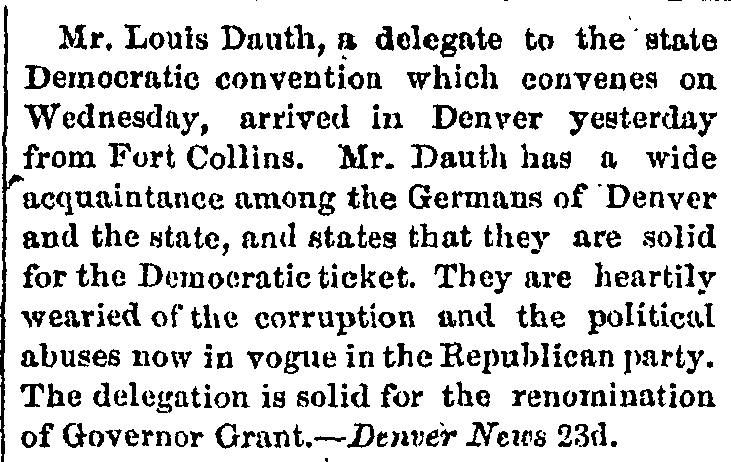 Mr. Louis Dauth, a delegate to the state
Democratic convention which convenes on
Wednesday, arrived in Denver yesterday
from Fort Collins. Mr. Dauth has a wide
acquaintance among the Germans of Denver
and the state, and states that they are solid
for the Democratic ticket. They are heartily
wearied of the corruption and the political
abuses now in vogue in the Republican party.
The delegation is solid for the renomination
of Governor Grant.—Denver News 23d.